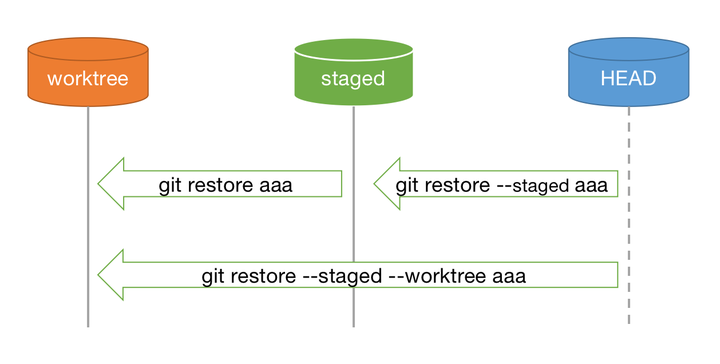 worktree
staged
HEAD
git restore aaa
git restore --staged aaa
git restore --staged --worktree aaa